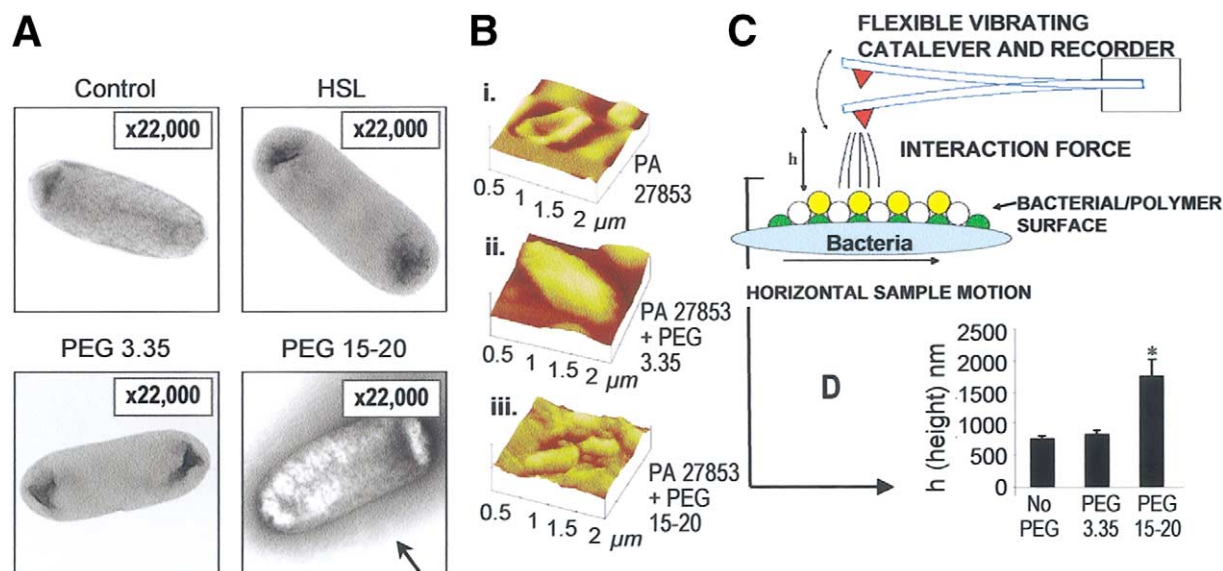 A
Control
x22,000
HSL
x22,000
PEG 3.35
x22,000
PEG 15-20
x22,000
B
i.
0.5 1 1.5 2 μm
PA
27853
ii.
0.5 1 1.5 2 μm
PA 27853
+ PEG
3.35
iii.
0.5 1 1.5 2 μm
PA 27853
+ PEG
15-20
C
FLEXIBLE VIBRATING
CATALEVER AND RECORDER
h
INTERACTION FORCE
BACTERIAL/POLYMER
SURFACE
Bacteria
HORIZONTAL SAMPLE MOTION
D
h (height) nm
2500
2000
1500
1000
500
0
*
No
PEG
PEG
3.35
PEG
15-20